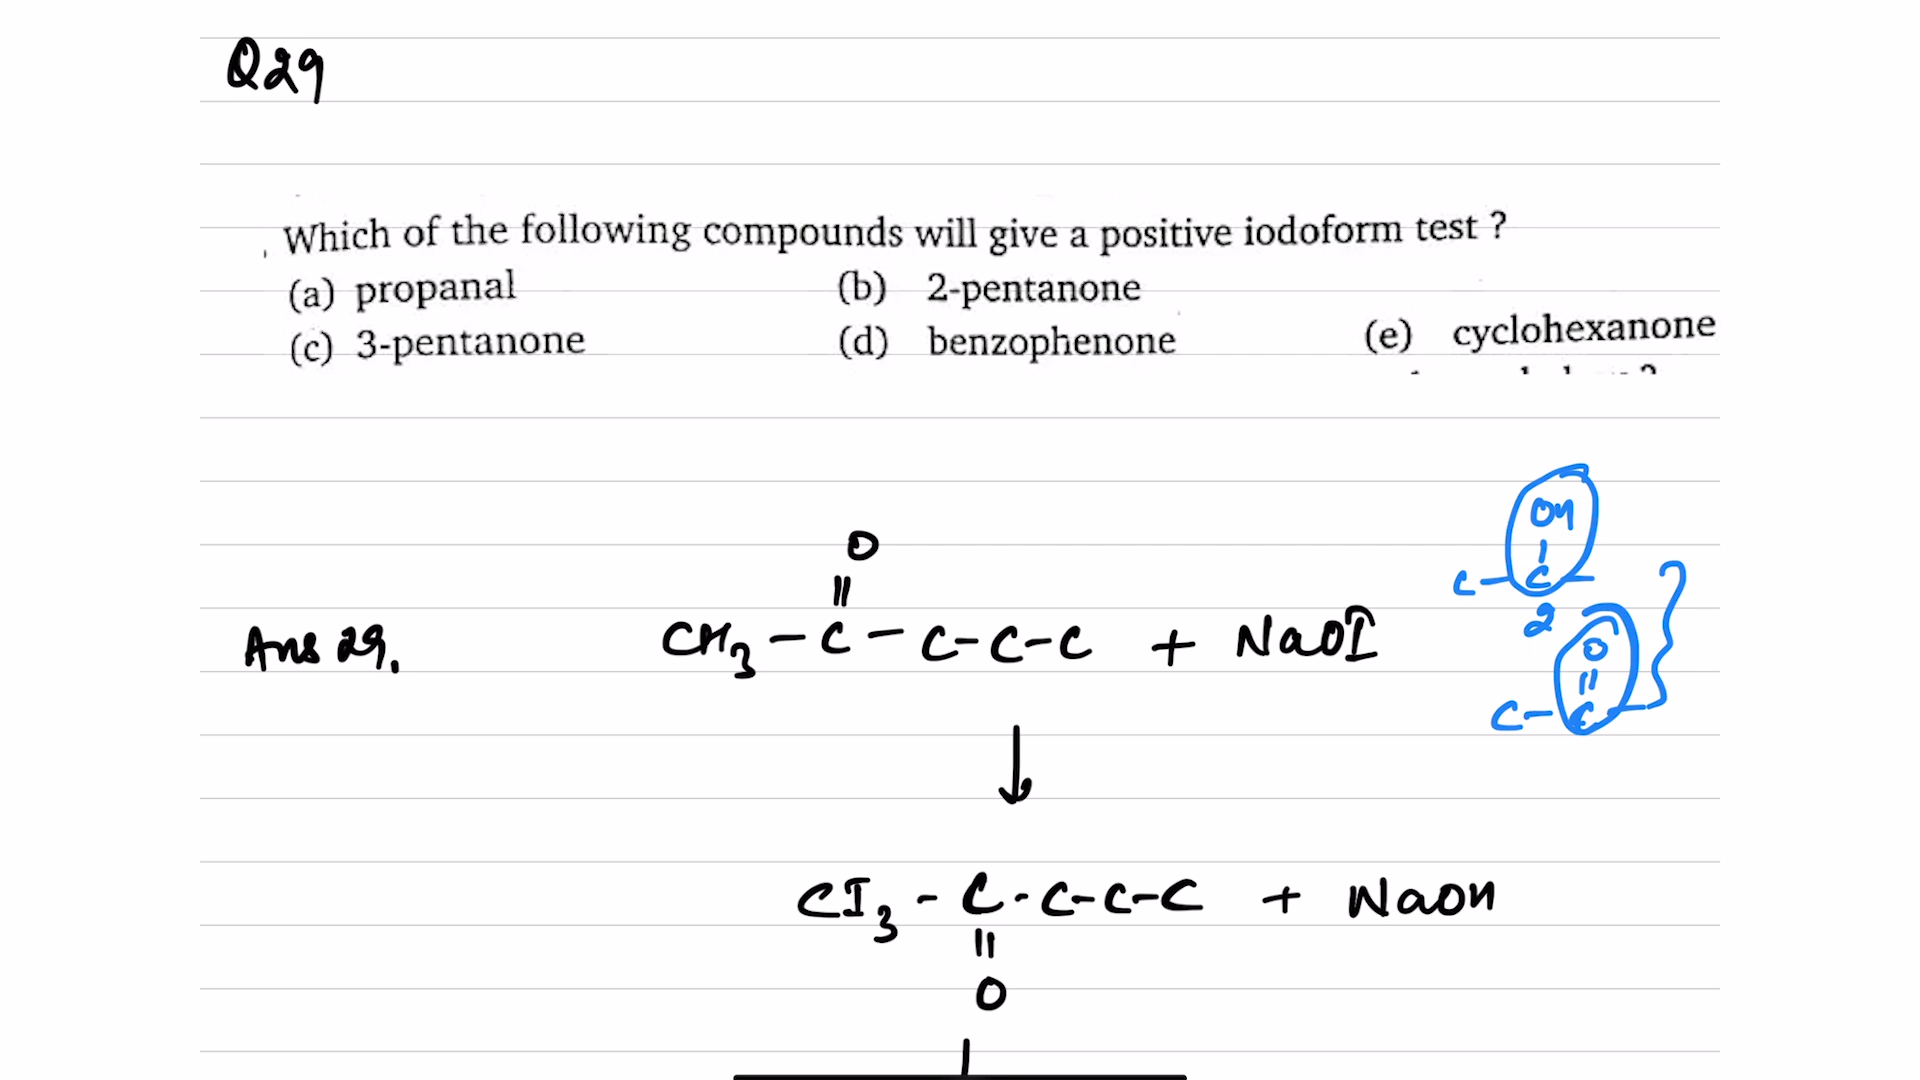 Q29
Which of the following compounds will give a positive iodoform test ?
(a) propanal (b) 2-pentanone
(c) 3-pentanone (d) benzophenone (e) cyclohexanone
O
||
Ans 29. CH3 - C - C-C-C + NaOI
↓
CI3 - C - C-C-C + NaOH
||
O
OH
|
C - C -
2
O
||
C - C -